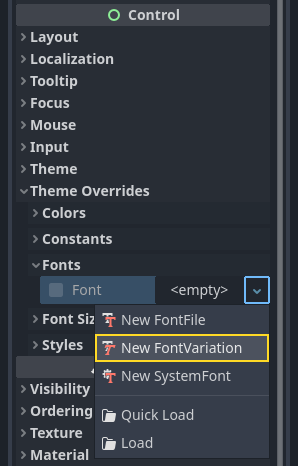 Control
Layout
Localization
Tooltip
Focus
Mouse
Input
Theme
Theme Overrides
Colors
Constants
Fonts
Font <empty>
New FontFile
Font Siz
New FontVariation
Styles
New SystemFont
Visibility
Quick Load
Ordering
Texture
Load
Material